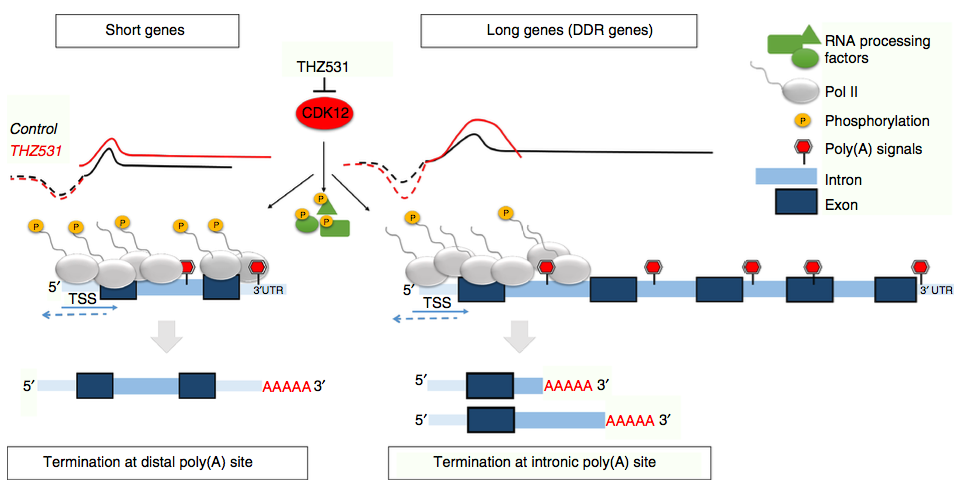 Short genes
Long genes (DDR genes)
THZ531
CDK12
Control
THZ531
RNA processing
factors
Pol II
P
Phosphorylation
Poly(A) signals
Intron
Exon
P
P
P
P
P
P
P
P
P
P
5′
TSS
3′UTR
5′
TSS
3′ UTR
5′
AAAAA 3′
5′
AAAAA 3′
5′
AAAAA 3′
Termination at distal poly(A) site
Termination at intronic poly(A) site